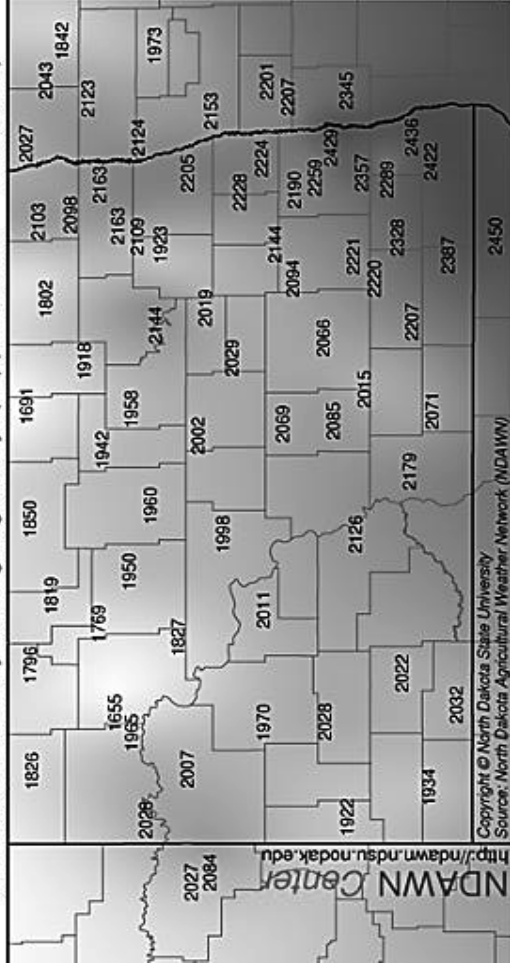 1826 1796 1850 1691 1802 2103 2027
1819 2043 1842
2098
1918 2123
1769 1942 2163
1655 2163
1965 1950 1958 2109 2124
2028 1960 2144 1923 1973
2007 1827 2205
2027 2002 2019
2084 2153
1998 2029 2228
1970 2011 2224 2201
2069 2144 2207
2094 2190
2028 2259
2085 2066 2429
1922 2126 2221 2345
2015 2357
2220 2289
2022 2328
2179 2207 2436
1934 2071 2422
2032 2387
2450
http://ndawn.ndsu.nodak.edu
NDAWN Center
Copyright © North Dakota State University
Source: North Dakota Agricultural Weather Network (NDAWN)